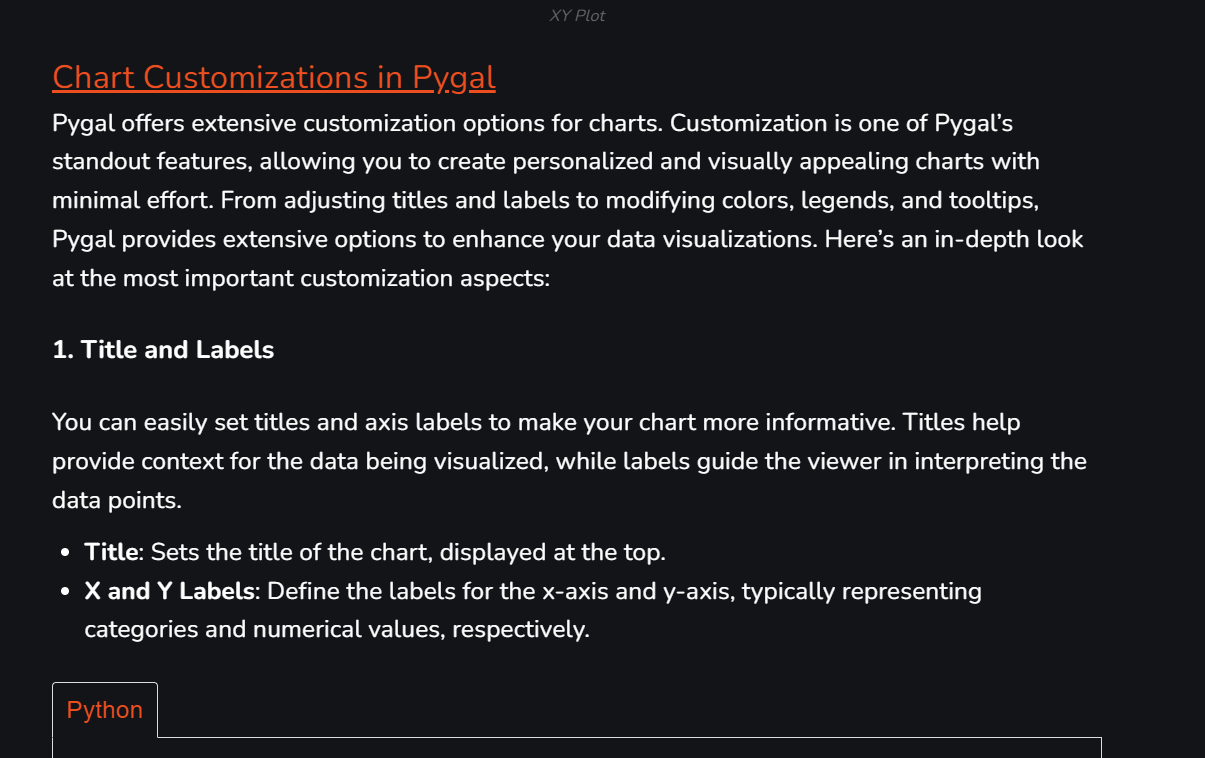 XY Plot
Chart Customizations in Pygal
Pygal offers extensive customization options for charts. Customization is one of Pygal’s
standout features, allowing you to create personalized and visually appealing charts with
minimal effort. From adjusting titles and labels to modifying colors, legends, and tooltips,
Pygal provides extensive options to enhance your data visualizations. Here’s an in-depth look
at the most important customization aspects:
1. Title and Labels
You can easily set titles and axis labels to make your chart more informative. Titles help
provide context for the data being visualized, while labels guide the viewer in interpreting the
data points.
• Title: Sets the title of the chart, displayed at the top.
• X and Y Labels: Define the labels for the x-axis and y-axis, typically representing
categories and numerical values, respectively.
Python